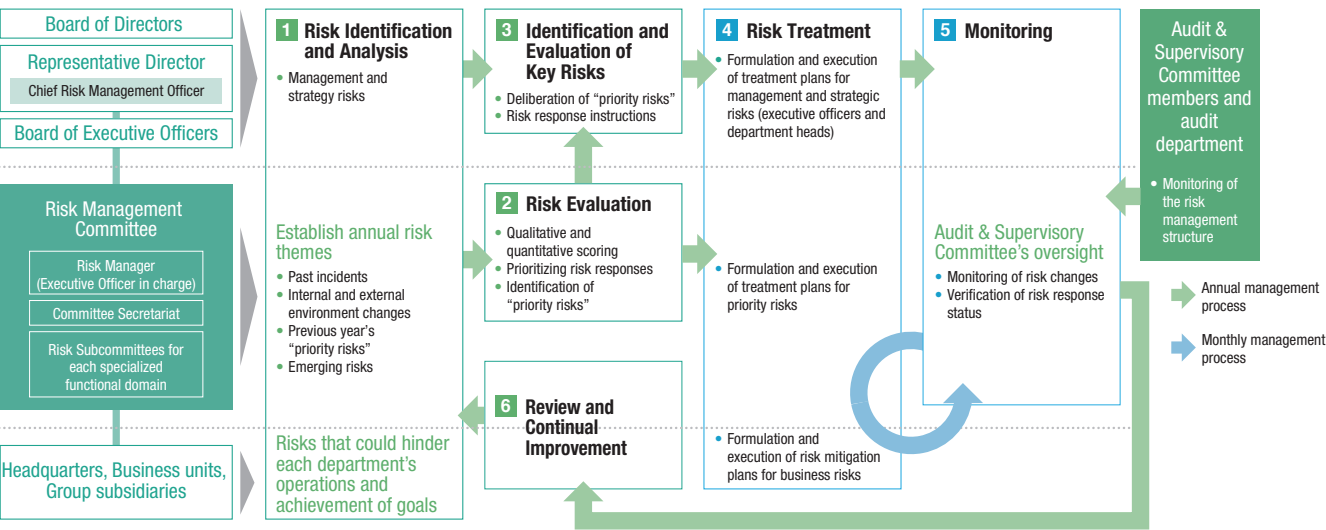 Board of Directors
Representative Director
Chief Risk Management Officer
Board of Executive Officers
Risk Management
Committee
Risk Manager
(Executive Officer in charge)
Committee Secretariat
Risk Subcommittees for
each specialized
functional domain
Headquarters, Business units,
Group subsidiaries
1 Risk Identification
and Analysis
• Management and
strategy risks
Establish annual risk
themes
• Past incidents
• Internal and external
environment changes
• Previous year's
“priority risks”
• Emerging risks
Risks that could hinder
each department's
operations and
achievement of goals
3 Identification and
Evaluation of
Key Risks
• Deliberation of “priority risks”
• Risk response instructions
2 Risk Evaluation
• Qualitative and
quantitative scoring
• Prioritizing risk responses
• Identification of
“priority risks”
6 Review and
Continual
Improvement
4 Risk Treatment
• Formulation and execution
of treatment plans for
management and strategic
risks (executive officers and
department heads)
• Formulation and execution
of treatment plans for
priority risks
• Formulation and
execution of risk mitigation
plans for business risks
5 Monitoring
Audit & Supervisory
Committee's oversight
• Monitoring of risk changes
• Verification of risk response
status
Audit &
Supervisory
Committee
members and
audit
department
• Monitoring of
the risk
management
structure
Annual management
process
Monthly management
process